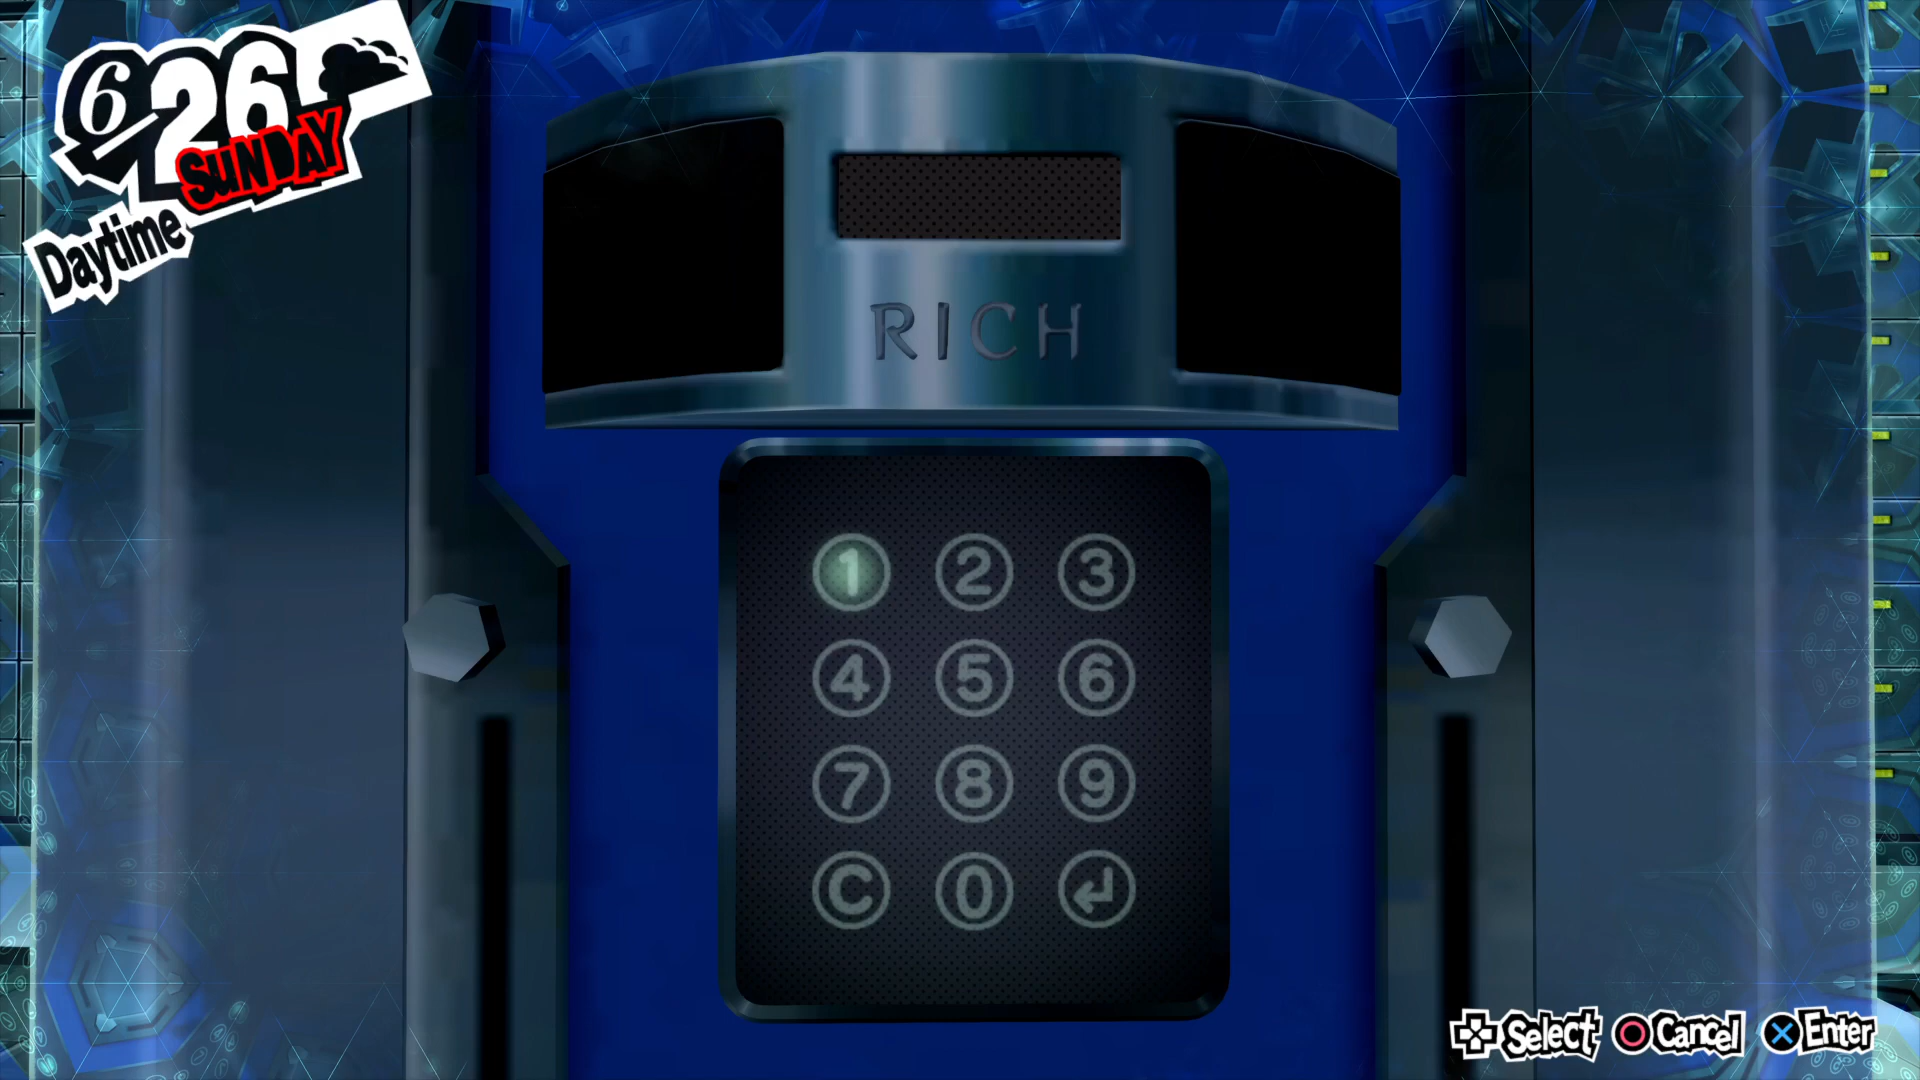 6/26
SUNDAY
Daytime
RICH
1 2 3
4 5 6
7 8 9
C 0 ↵
Select Cancel Enter